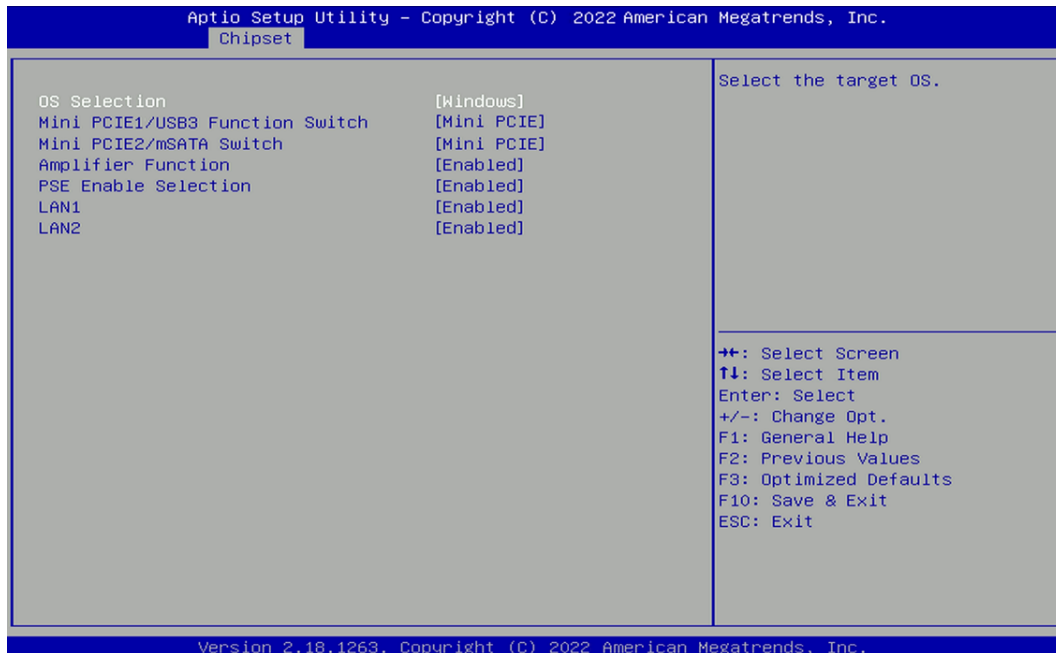 Aptio Setup Utility – Copyright (C) 2022 American Megatrends, Inc.
Chipset
OS Selection [Windows]
Mini PCIE1/USB3 Function Switch [Mini PCIE]
Mini PCIE2/mSATA Switch [Mini PCIE]
Amplifier Function [Enabled]
PSE Enable Selection [Enabled]
LAN1 [Enabled]
LAN2 [Enabled]
Select the target OS.
→←: Select Screen
↑↓: Select Item
Enter: Select
+/-: Change Opt.
F1: General Help
F2: Previous Values
F3: Optimized Defaults
F10: Save & Exit
ESC: Exit
Version 2.18.1263. Copyright (C) 2022 American Megatrends, Inc.